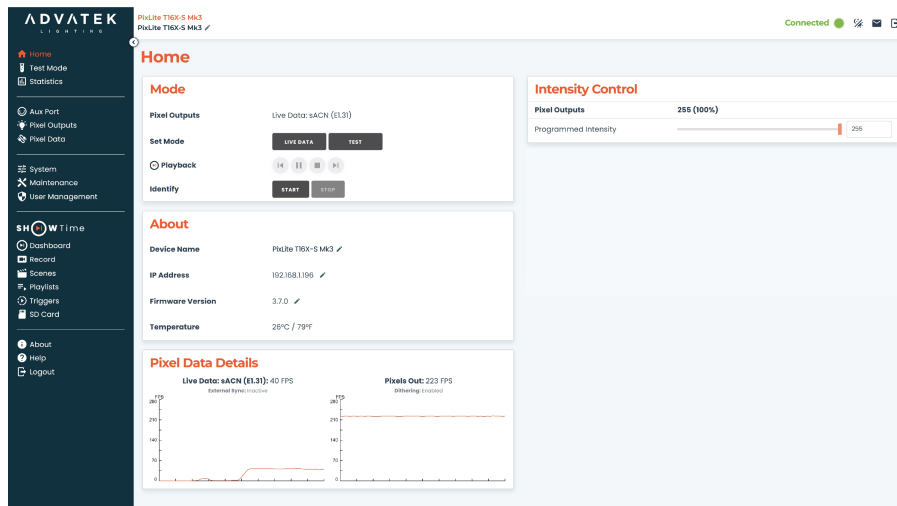 ADVATEK
LIGHTING
Home
Test Mode
Statistics
Aux Port
Pixel Outputs
Pixel Data
System
Maintenance
User Management
SHOWTime
Dashboard
Record
Scenes
Playlists
Triggers
SD Card
About
Help
Logout
PixLite T16X-S Mk3
PixLite T16X-S Mk3
Connected
Home
Mode
Pixel Outputs Live Data: sACN (E1.31)
Set Mode LIVE DATA TEST
Playback
Identify START STOP
About
Device Name PixLite T16X-S Mk3
IP Address 192.168.1.196
Firmware Version 3.7.0
Temperature 26°C / 79°F
Pixel Data Details
Live Data: sACN (E1.31): 40 FPS
External Sync: Inactive
FPS
280
210
140
70
0
Pixels Out: 223 FPS
Dithering: Enabled
FPS
280
210
140
70
0
Intensity Control
Pixel Outputs 255 (100%)
Programmed Intensity 255